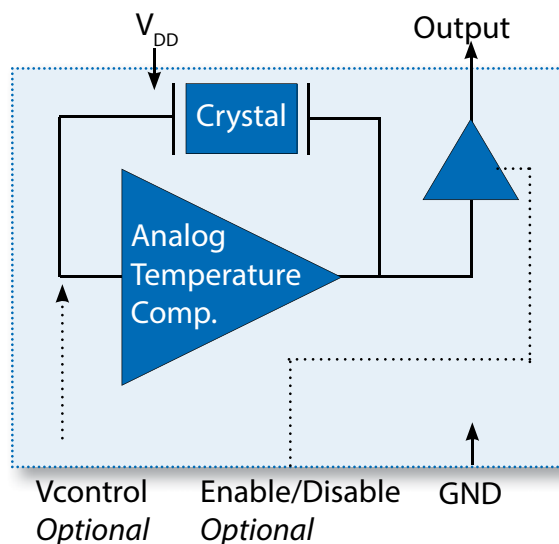 VDD
Output
Crystal
Analog
Temperature
Comp.
Vcontrol
Optional
Enable/Disable
Optional
GND